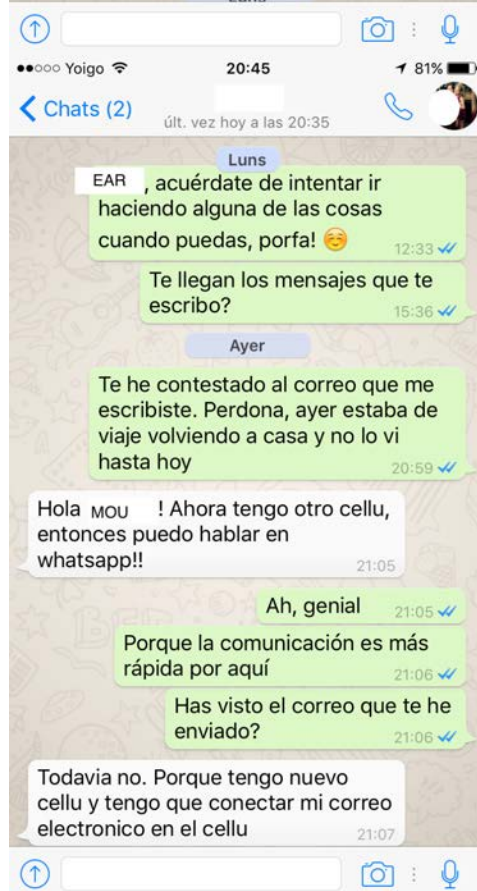 ●●○○○ Yoigo 20:45 81%
Chats (2)
últ. vez hoy a las 20:35
Luns
EAR , acuérdate de intentar ir
haciendo alguna de las cosas
cuando puedas, porfa! ☺️
12:33
Te llegan los mensajes que te
escribo?
15:36
Ayer
Te he contestado al correo que me
escribiste. Perdona, ayer estaba de
viaje volviendo a casa y no lo vi
hasta hoy
20:59
Hola MOU ! Ahora tengo otro cellu,
entonces puedo hablar en
whatsapp!!
21:05
Ah, genial
21:05
Porque la comunicación es más
rápida por aquí
21:06
Has visto el correo que te he
enviado?
21:06
Todavia no. Porque tengo nuevo
cellu y tengo que conectar mi correo
electronico en el cellu
21:07